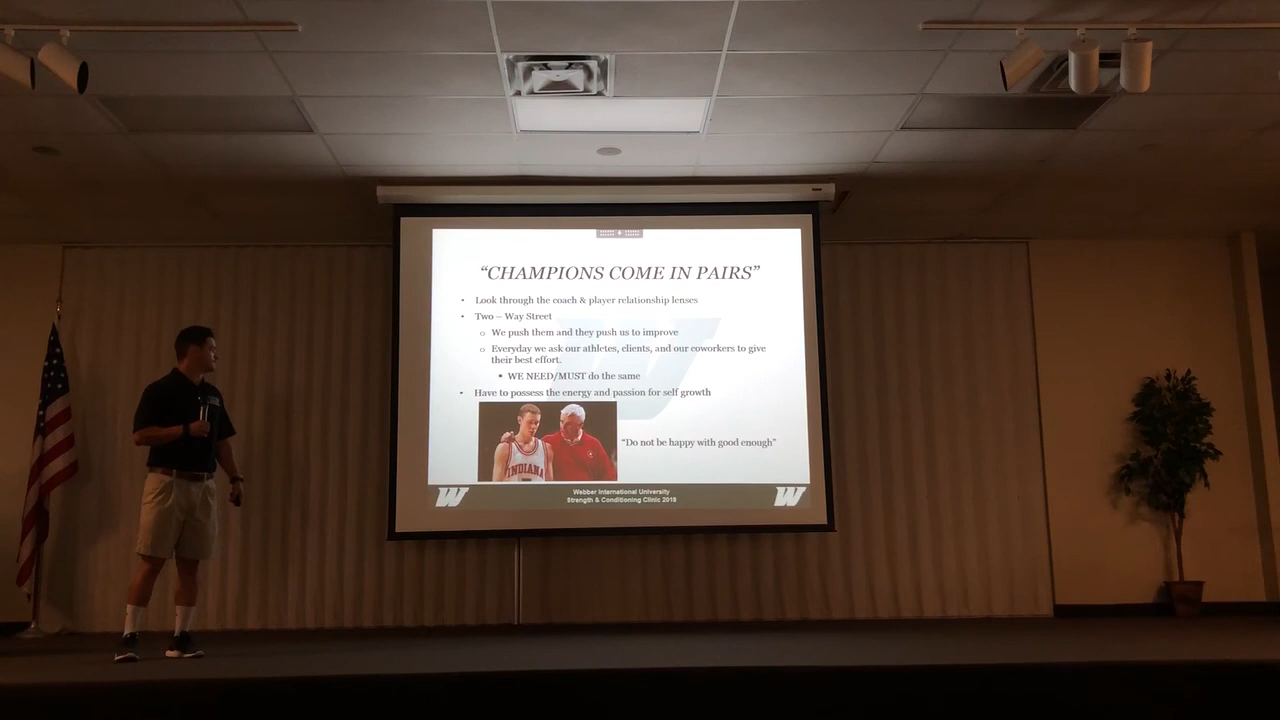 “CHAMPIONS COME IN PAIRS”
• Look through the coach & player relationship lenses
• Two – Way Street
o We push them and they push us to improve
o Everyday we ask our athletes, clients, and our coworkers to give
their best effort.
▪ WE NEED/MUST do the same
• Have to possess the energy and passion for self growth
INDIANA
“Do not be happy with good enough”
W
Webber International University
Strength & Conditioning Clinic 2018
W